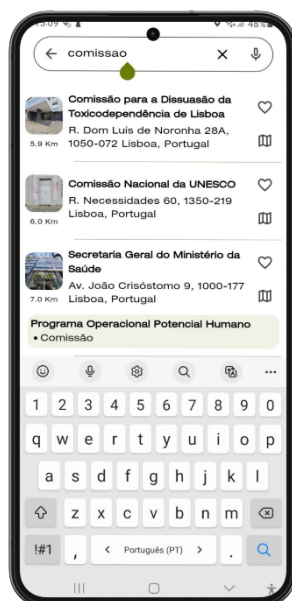 15:09
48%
comissao
Comissão para a Dissuasão da
Toxicodependência de Lisboa
R. Dom Luís de Noronha 28A,
5.9 Km 1050-072 Lisboa, Portugal
Comissão Nacional da UNESCO
R. Necessidades 60, 1350-219
6.0 Km Lisboa, Portugal
Secretaria Geral do Ministério da
Saúde
Av. João Crisóstomo 9, 1000-177
7.0 Km Lisboa, Portugal
Programa Operacional Potencial Humano
• Comissão
1 2 3 4 5 6 7 8 9 0
q w e r t y u i o p
a s d f g h j k l
z x c v b n m
!#1 , < Português (PT) > .